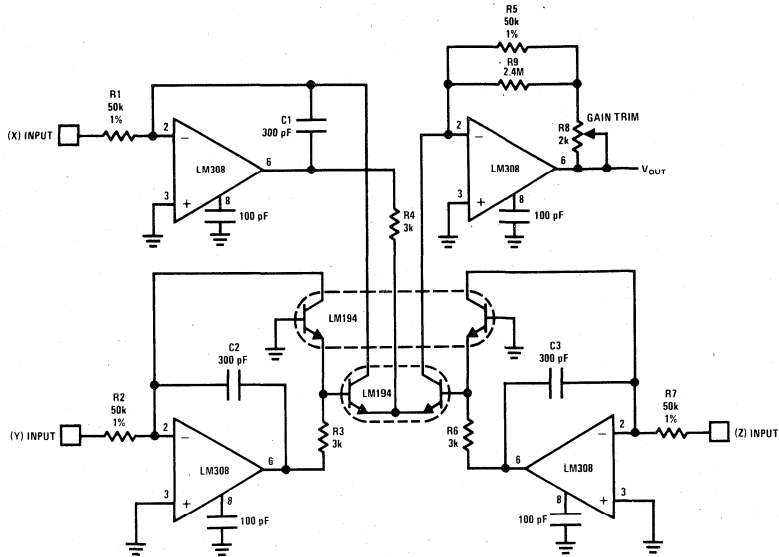 R5
50k
1%
R9
2.4M
R1
50k
1%
(X) INPUT
2
−
C1
300 pF
LM308
6
3
+
8
100 pF
R4
3k
2
−
GAIN TRIM
R8
2k
LM308
6
VOUT
3
+
8
100 pF
LM194
C2
300 pF
C3
300 pF
LM194
R2
50k
1%
(Y) INPUT
2
−
R3
3k
R6
3k
R7
50k
1%
2
−
(Z) INPUT
LM308
6
6
LM308
3
+
8
100 pF
8
+
3
100 pF